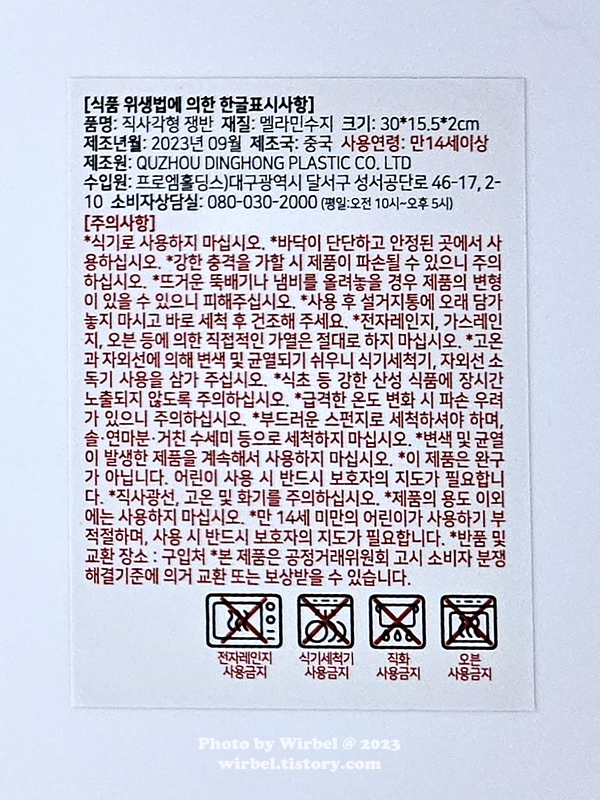 [식품 위생법에 의한 한글표시사항]
품명: 직사각형 쟁반 재질: 멜라민수지 크기: 30*15.5*2cm
제조년월: 2023년 09월 제조국: 중국 사용연령: 만14세이상
제조원: QUZHOU DINGHONG PLASTIC CO. LTD
수입원: 프로엠홀딩스)대구광역시 달서구 성서공단로 46-17, 2-
10 소비자상담실: 080-030-2000 (평일:오전 10시~오후 5시)
[주의사항]
*식기로 사용하지 마십시오. *바닥이 단단하고 안정된 곳에서 사
용하십시오. *강한 충격을 가할 시 제품이 파손될 수 있으니 주의
하십시오. *뜨거운 뚝배기나 냄비를 올려놓을 경우 제품의 변형
이 있을 수 있으니 피해주십시오. *사용 후 설거지통에 오래 담가
놓지 마시고 바로 세척 후 건조해 주세요. *전자레인지, 가스레인
지, 오븐 등에 의한 직접적인 가열은 절대로 하지 마십시오. *고온
과 자외선에 의해 변색 및 균열되기 쉬우니 식기세척기, 자외선 소
독기 사용을 삼가 주십시오. *식초 등 강한 산성 식품에 장시간
노출되지 않도록 주의하십시오. *급격한 온도 변화 시 파손 우려
가 있으니 주의하십시오. *부드러운 스펀지로 세척하셔야 하며,
솔·연마분·거친 수세미 등으로 세척하지 마십시오. *변색 및 균열
이 발생한 제품을 계속해서 사용하지 마십시오. *이 제품은 완구
가 아닙니다. 어린이 사용 시 반드시 보호자의 지도가 필요합니
다. *직사광선, 고온 및 화기를 주의하십시오. *제품의 용도 이외
에는 사용하지 마십시오. *만 14세 미만의 어린이가 사용하기 부
적절하며, 사용 시 반드시 보호자의 지도가 필요합니다. *반품 및
교환 장소 : 구입처 *본 제품은 공정거래위원회 고시 소비자 분쟁
해결기준에 의거 교환 또는 보상받을 수 있습니다.
전자레인지 식기세척기 직화 오븐
사용금지 사용금지 사용금지 사용금지
Photo by Wirbel @ 2023
wirbel.tistory.com